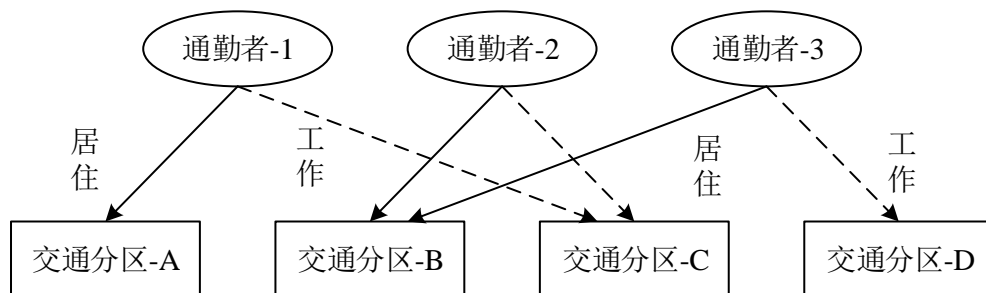 通勤者-1
通勤者-2
通勤者-3
居住
工作
居住
工作
交通分区-A
交通分区-B
交通分区-C
交通分区-D